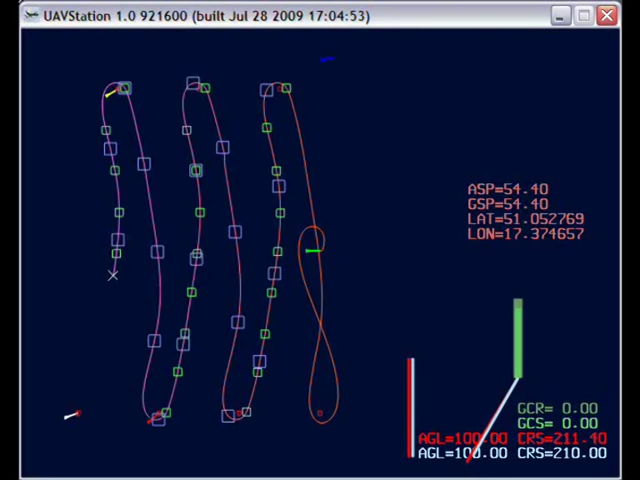 UAVStation 1.0 921600 (built Jul 28 2009 17:04:53)
ASP=54.40
GSP=54.40
LAT=51.052769
LON=17.374657
GCR= 0.00
GCS= 0.00
AGL=100.00 CRS=211.40
AGL=100.00 CRS=210.00